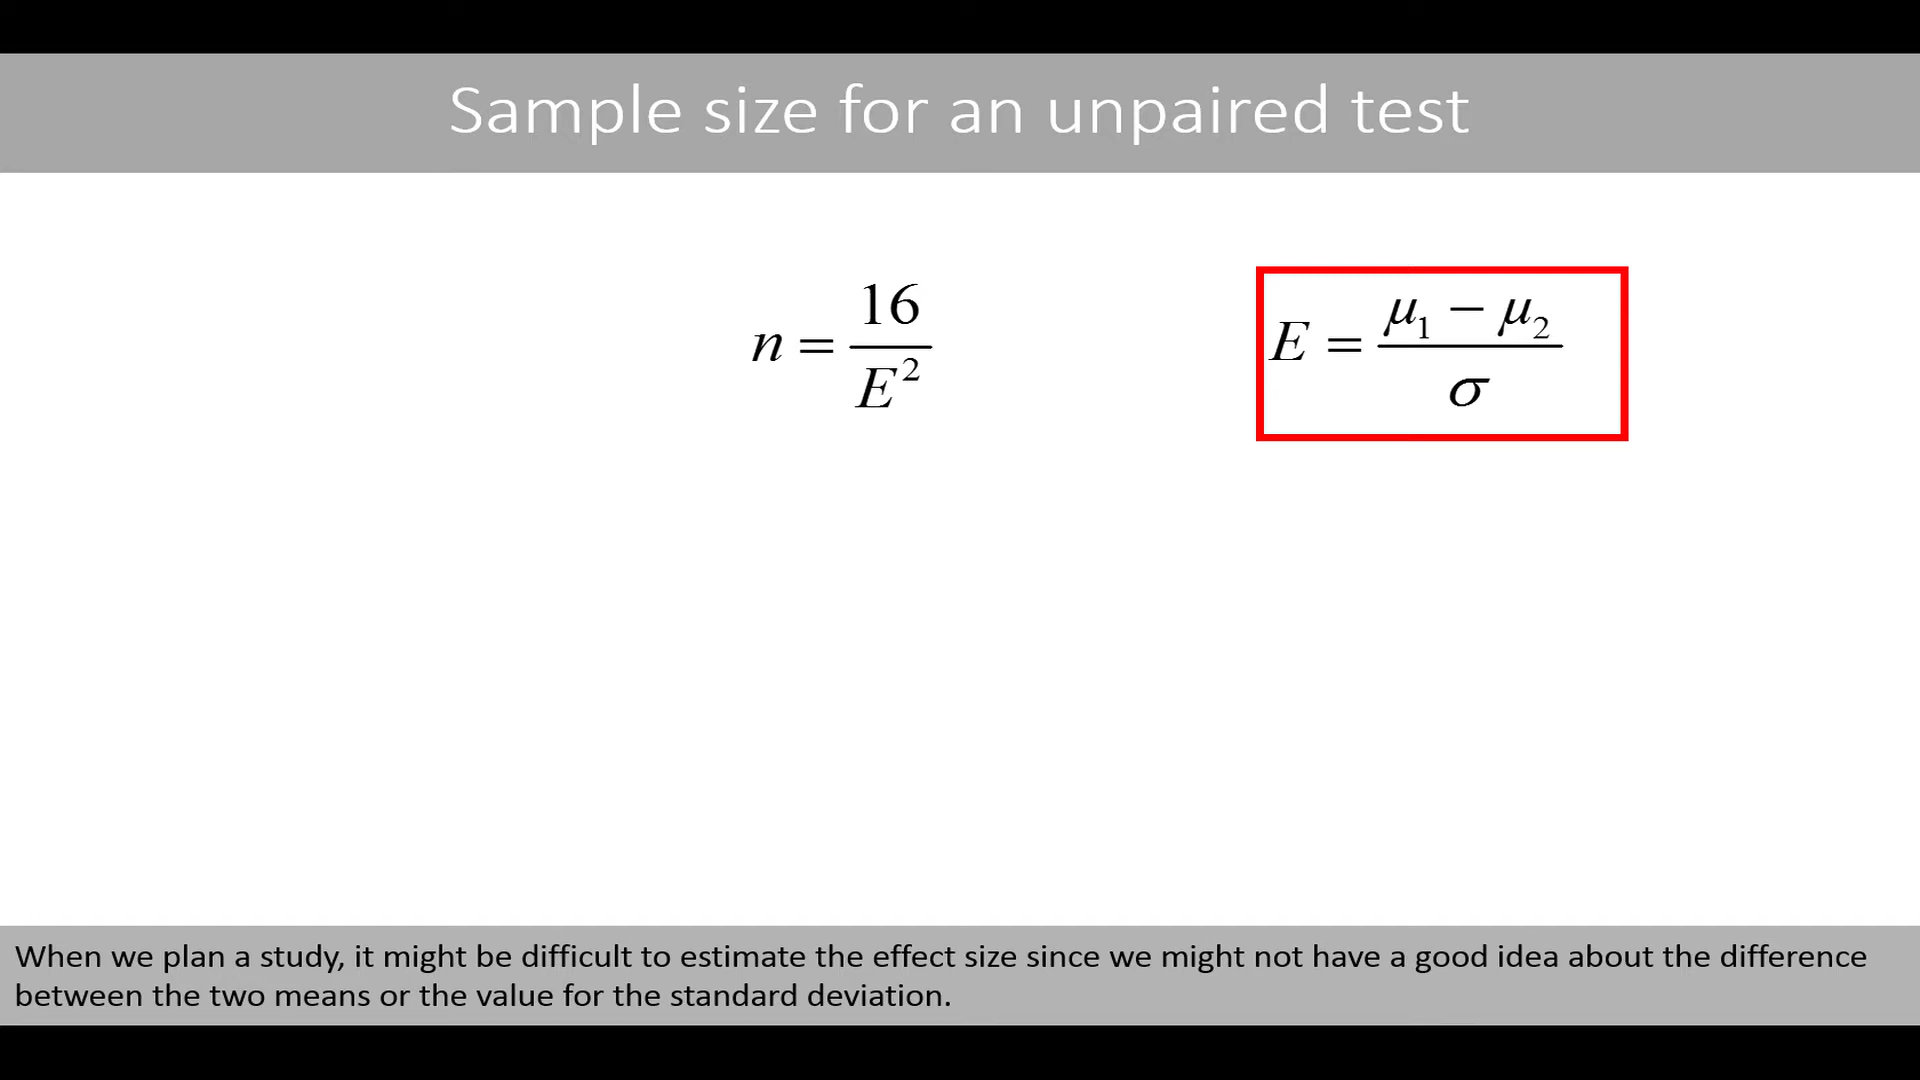 Sample size for an unpaired test
n = 16 / E²
E = μ₁ − μ₂ / σ
When we plan a study, it might be difficult to estimate the effect size since we might not have a good idea about the difference
between the two means or the value for the standard deviation.